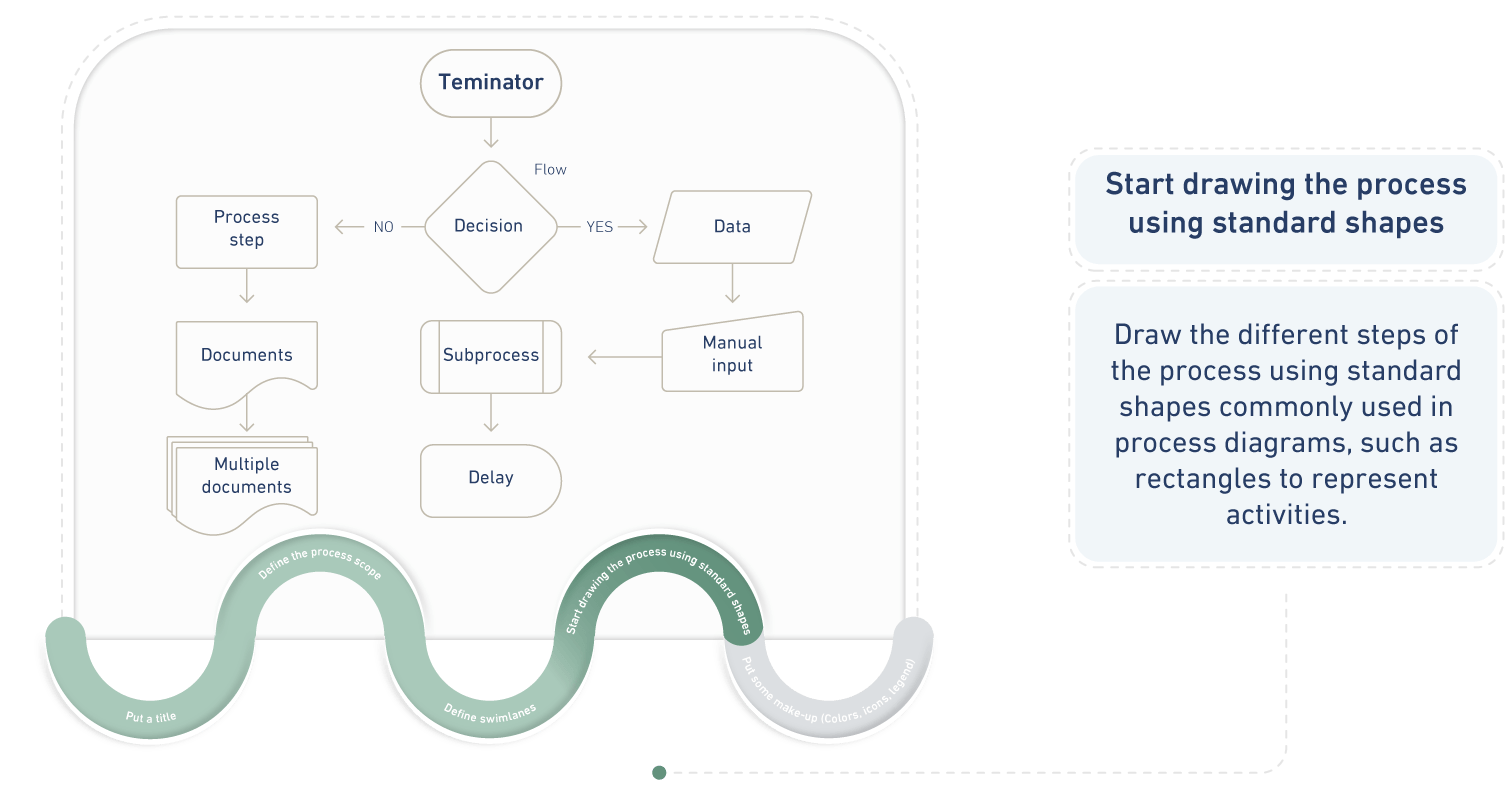 Teminator
Flow
Process
step
NO
Decision
YES
Data
Documents
Subprocess
Manual
input
Multiple
documents
Delay
Put a title
Define the process scope
Define swimlanes
Start drawing the process using standard shapes
Put some make-up (Colors, icons, legend)
Start drawing the process
using standard shapes
Draw the different steps of
the process using standard
shapes commonly used in
process diagrams, such as
rectangles to represent
activities.